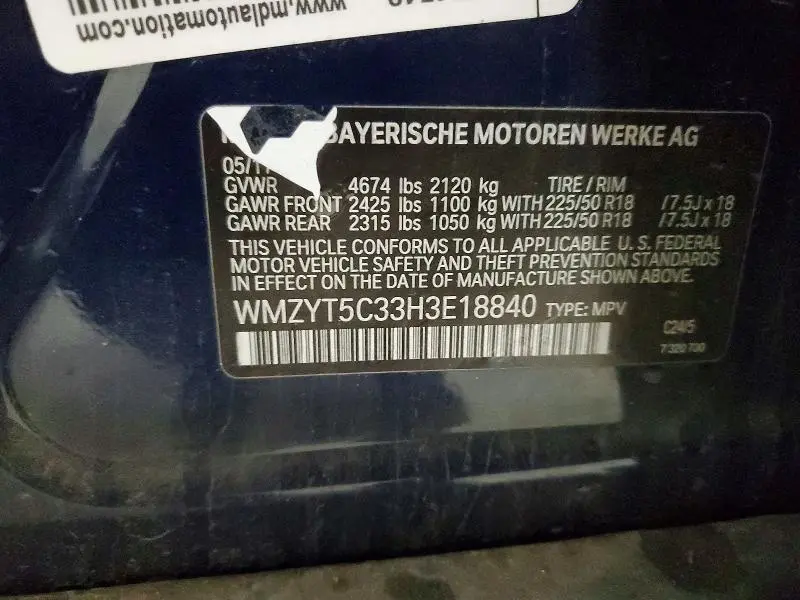 www.mdlautomation.com
BAYERISCHE MOTOREN WERKE AG
05/17
GVWR 4674 lbs 2120 kg TIRE / RIM
GAWR FRONT 2425 lbs 1100 kg WITH 225/50 R18 / 7.5J x 18
GAWR REAR 2315 lbs 1050 kg WITH 225/50 R18 / 7.5J x 18
THIS VEHICLE CONFORMS TO ALL APPLICABLE U. S. FEDERAL
MOTOR VEHICLE SAFETY AND THEFT PREVENTION STANDARDS
IN EFFECT ON THE DATE OF MANUFACTURE SHOWN ABOVE.
WMZYT5C33H3E18840 TYPE: MPV
C24/5
7 320 700